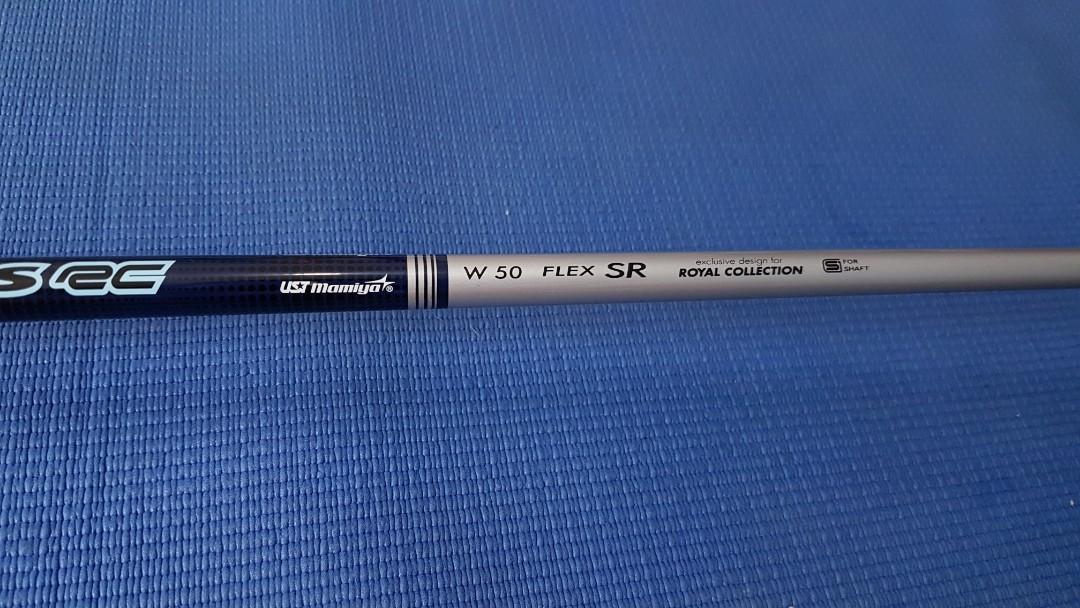 S RC
UST Mamiya®
W 50 FLEX SR
exclusive design for
ROYAL COLLECTION
S FOR
SHAFT